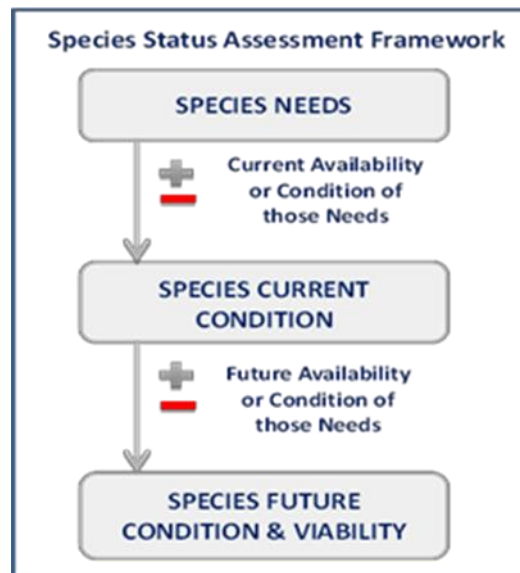 Species Status Assessment Framework
SPECIES NEEDS
Current Availability
or Condition of
those Needs
SPECIES CURRENT
CONDITION
Future Availability
or Condition of
those Needs
SPECIES FUTURE
CONDITION & VIABILITY